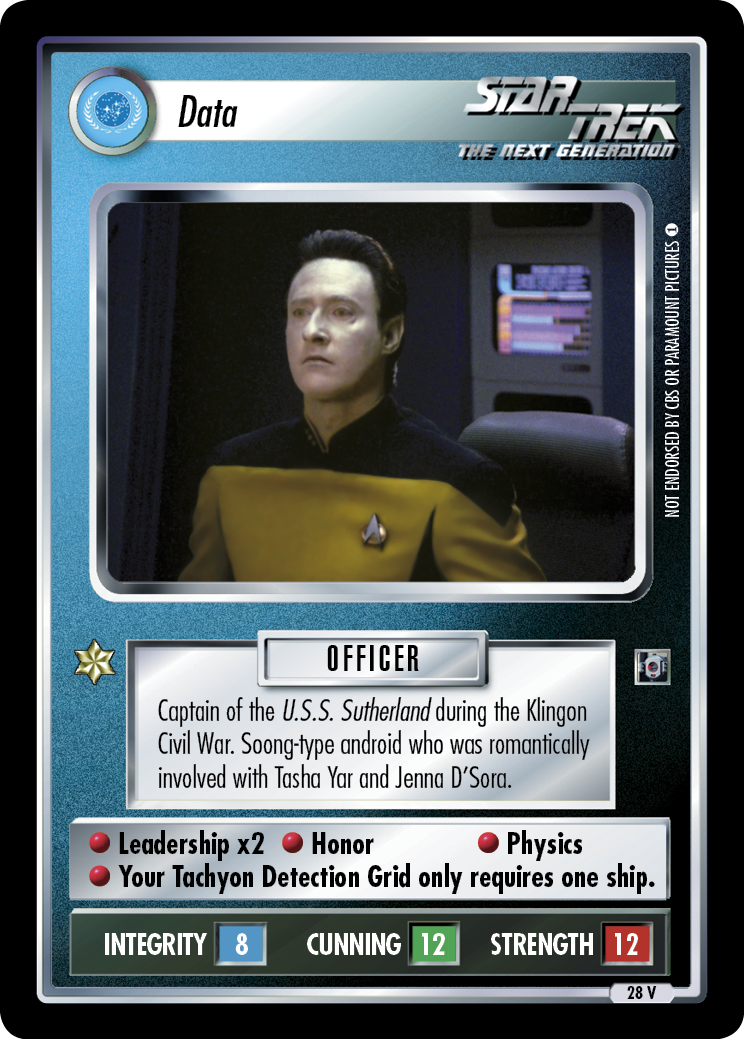 Data
STAR TREK
THE NEXT GENERATION
NOT ENDORSED BY CBS OR PARAMOUNT PICTURES 1
OFFICER
Captain of the U.S.S. Sutherland during the Klingon
Civil War. Soong-type android who was romantically
involved with Tasha Yar and Jenna D'Sora.
Leadership x2 Honor Physics
Your Tachyon Detection Grid only requires one ship.
INTEGRITY 8 CUNNING 12 STRENGTH 12
28 V